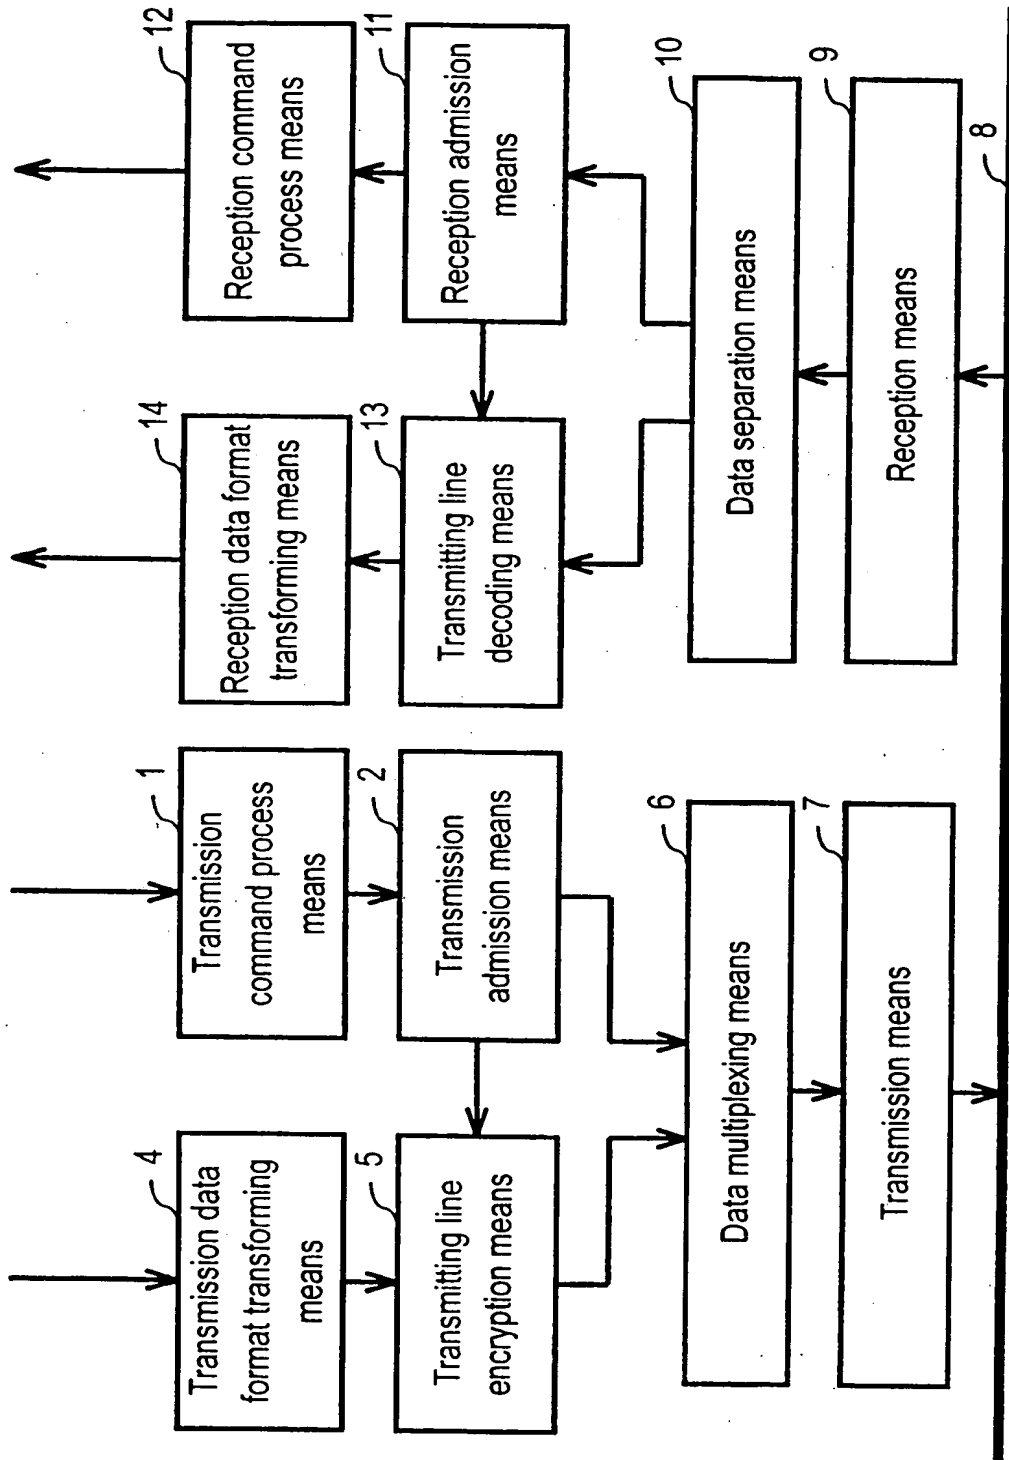 4
Transmission data
format transforming
means
1
Transmission
command process
means
14
Reception data format
transforming means
12
Reception command
process means
5
Transmitting line
encryption means
2
Transmission
admission means
13
Transmitting line
decoding means
11
Reception admission
means
6
Data multiplexing means
10
Data separation means
7
Transmission means
9
Reception means
8